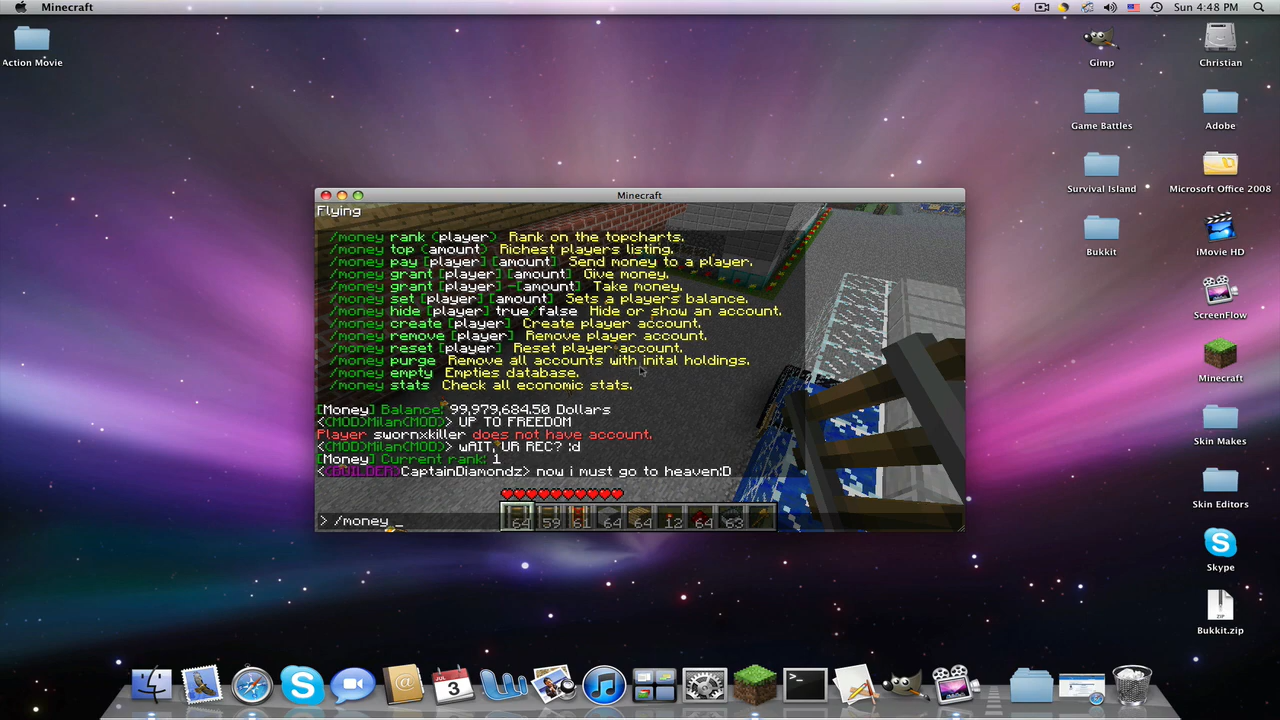 Minecraft
Sun 4:48 PM
Action Movie
Gimp
Christian
Game Battles
Adobe
Survival Island
Microsoft Office 2008
Bukkit
iMovie HD
ScreenFlow
Minecraft
Skin Makes
Skin Editors
Skype
ZIP
Bukkit.zip
Minecraft
Flying
/money rank (player) Rank on the topcharts.
/money top (amount) Richest players listing.
/money pay [player] [amount] Send money to a player.
/money grant [player] [amount] Give money.
/money grant [player] -[amount] Take money.
/money set [player] [amount] Sets a players balance.
/money hide [player] true/false Hide or show an account.
/money create [player] Create player account.
/money remove [player] Remove player account.
/money reset [player] Reset player account.
/money purge Remove all accounts with inital holdings.
/money empty Empties database.
/money stats Check all economic stats.
[Money] Balance: 99,979,684.50 Dollars
<(MOD)Milan(MOD)> UP TO FREEDOM
Player swornxkiller does not have account.
<(MOD)Milan(MOD)> wAIT, UR REC? :d
[Money] Current rank: 1
CaptainDiamondz> now i must go to heaven:D
64 59 61 64 64 12 64 63
> /money _
JUL
3